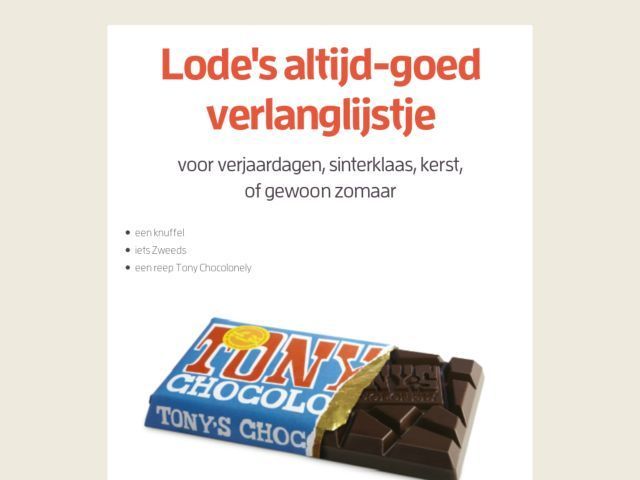 Lode's altijd-goed
verlanglijstje
voor verjaardagen, sinterklaas, kerst,
of gewoon zomaar
een knuffel
iets Zweeds
een reep Tony Chocolonely
TONY
CHOCOLO
TONY'S CHOC